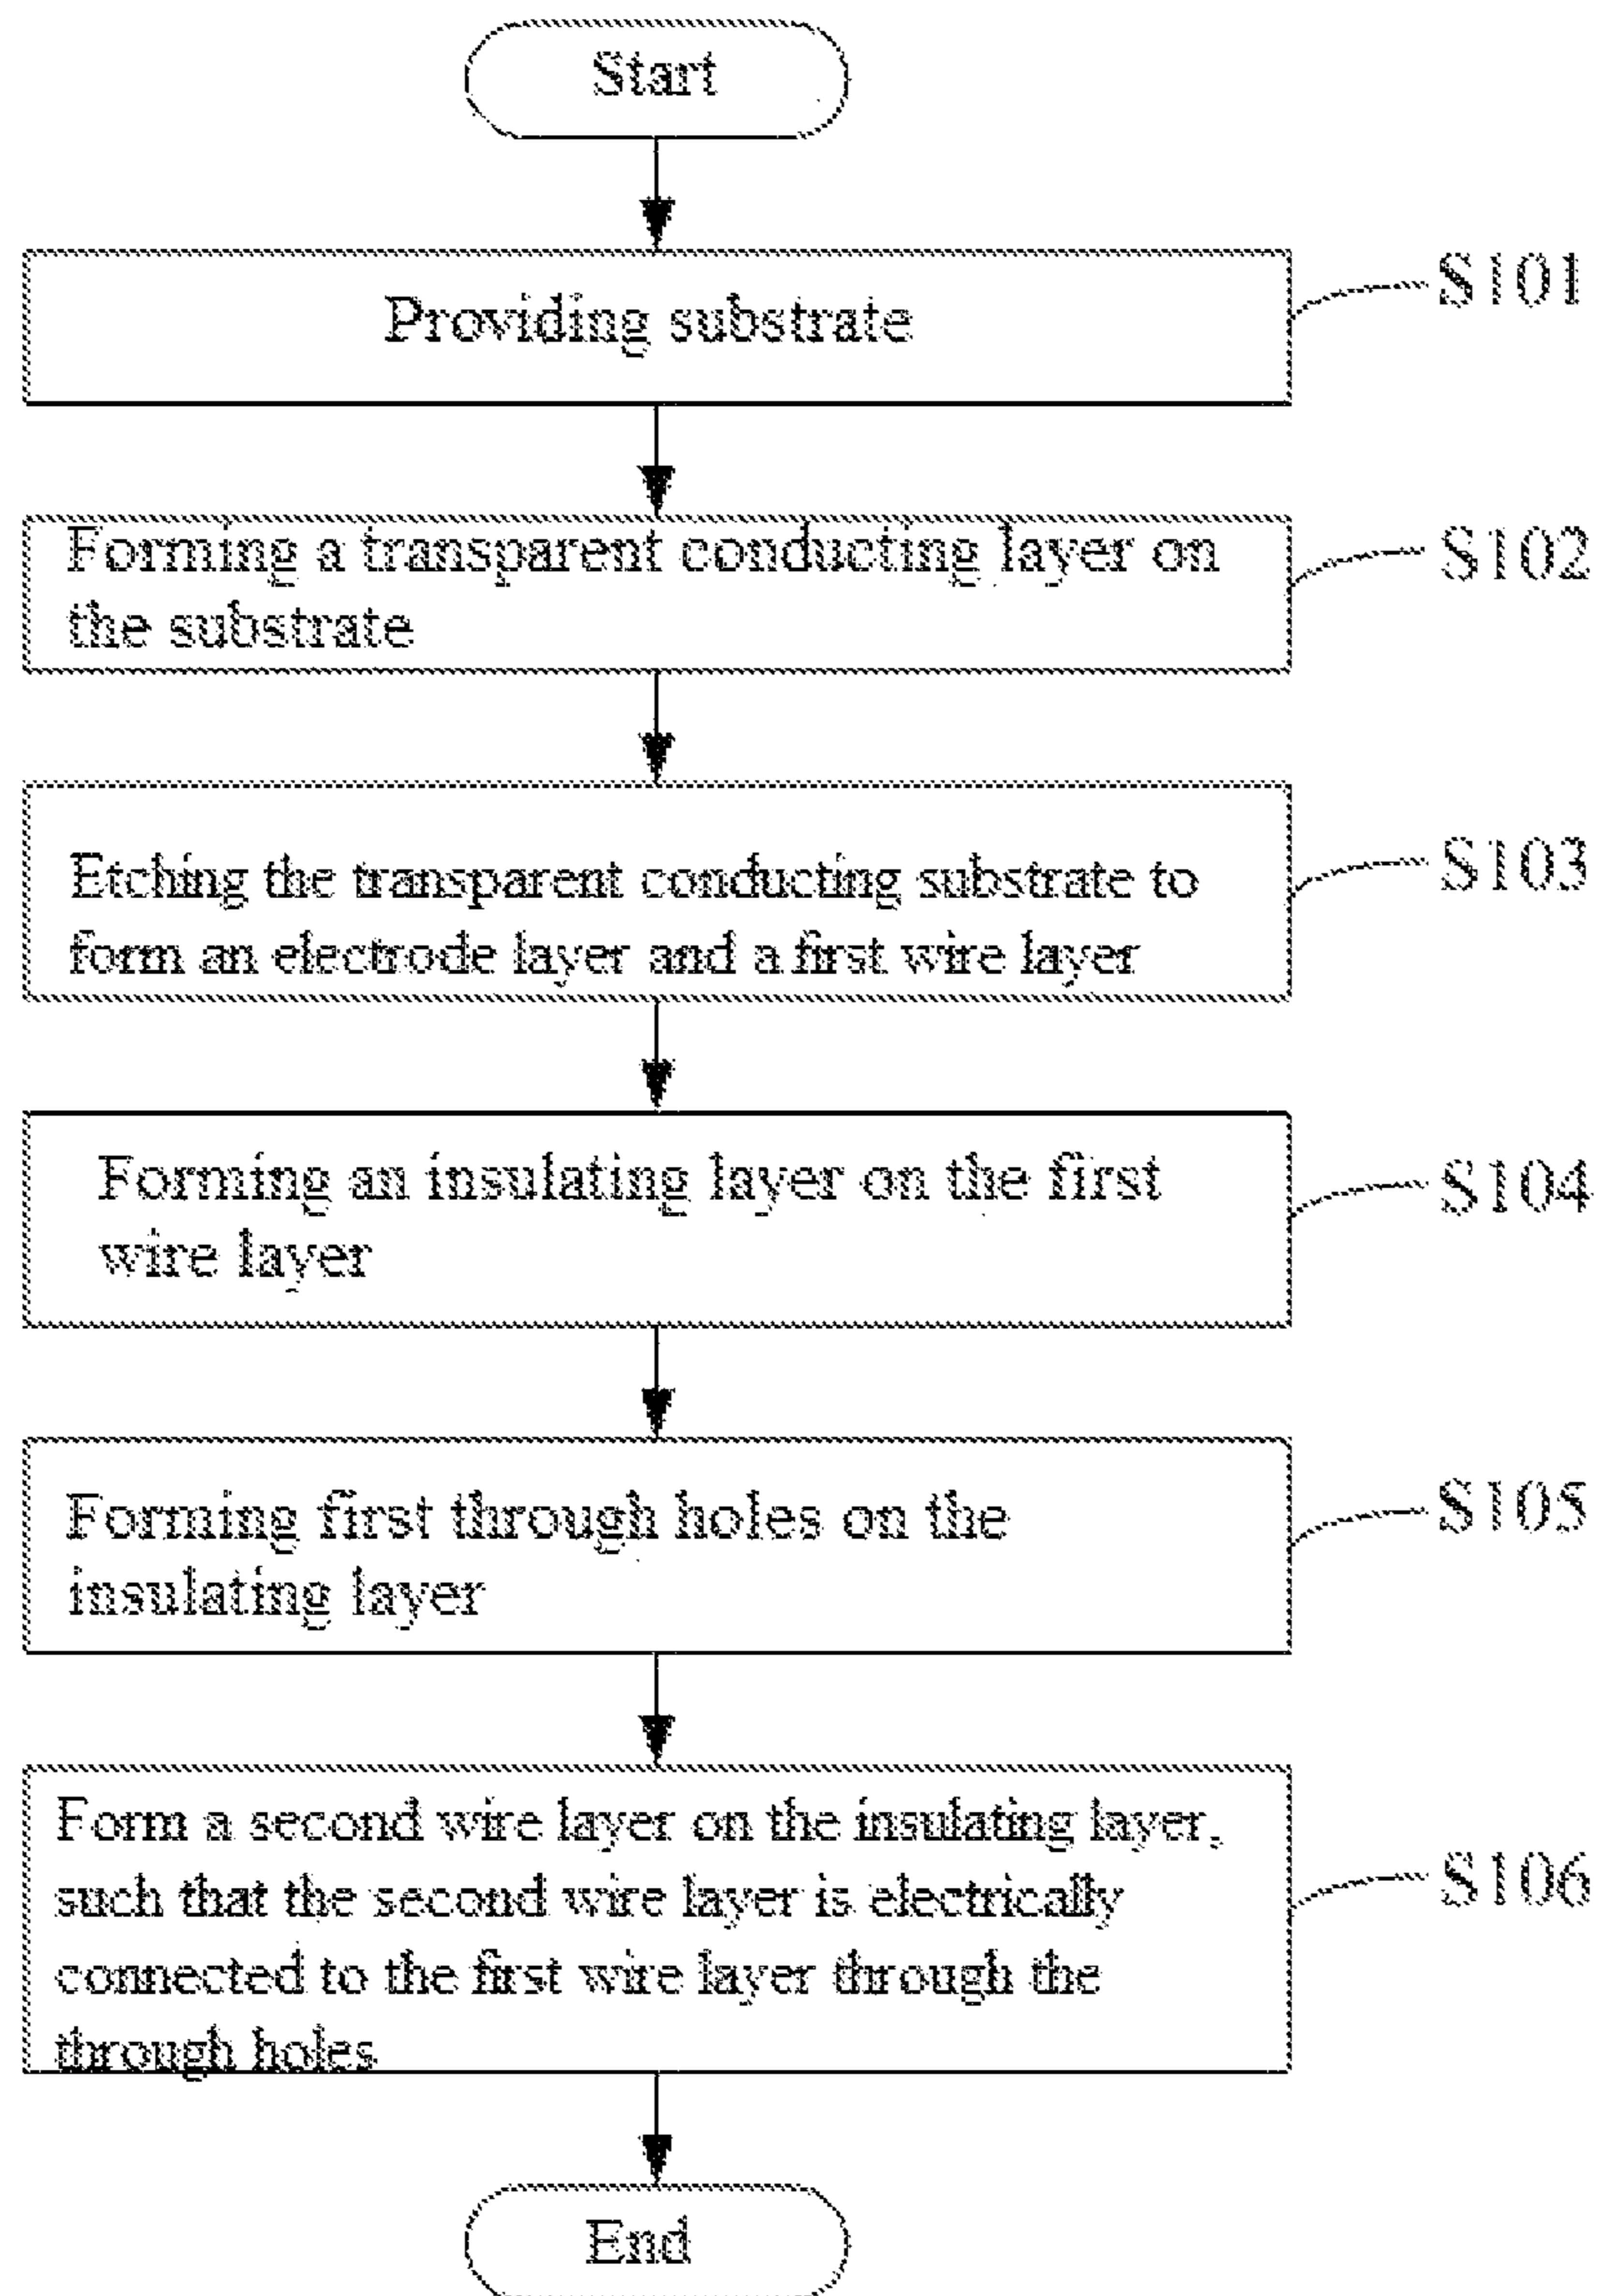 Start
Providing substrate
S101
Forming a transparent conducting layer on
the substrate
S102
Etching the transparent conducting substrate to
form an electrode layer and a first wire layer
S103
Forming an insulating layer on the first
wire layer
S104
Forming first through holes on the
insulating layer
S105
Form a second wire layer on the insulating layer,
such that the second wire layer is electrically
connected to the first wire layer through the
through holes
S106
End